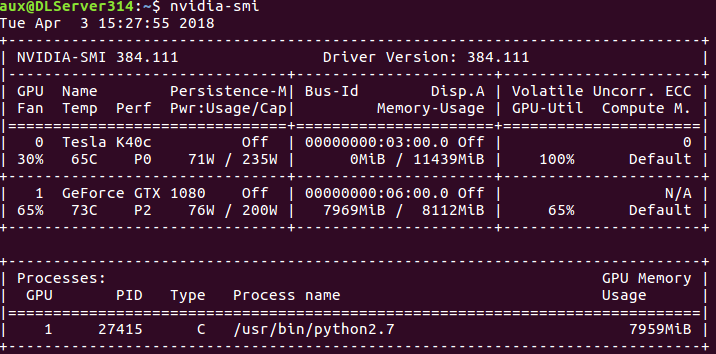 aux@DLServer314:~$ nvidia-smi
Tue Apr  3 15:27:55 2018
+-----------------------------------------------------------------------------+
| NVIDIA-SMI 384.111                Driver Version: 384.111                   |
|-------------------------------+----------------------+----------------------+
| GPU  Name        Persistence-M| Bus-Id        Disp.A | Volatile Uncorr. ECC |
| Fan  Temp  Perf  Pwr:Usage/Cap|         Memory-Usage | GPU-Util  Compute M. |
|===============================+======================+======================|
|   0  Tesla K40c          Off  | 00000000:03:00.0 Off |                    0 |
| 30%   65C    P0    71W / 235W |      0MiB / 11439MiB |    100%      Default |
+-------------------------------+----------------------+----------------------+
|   1  GeForce GTX 1080    Off  | 00000000:06:00.0 Off |                  N/A |
| 65%   73C    P2    76W / 200W |   7969MiB /  8112MiB |     65%      Default |
+-------------------------------+----------------------+----------------------+
+-----------------------------------------------------------------------------+
| Processes:                                                       GPU Memory |
|  GPU       PID   Type   Process name                             Usage      |
|=============================================================================|
|    1     27415      C   /usr/bin/python2.7                          7959MiB |
+-----------------------------------------------------------------------------+